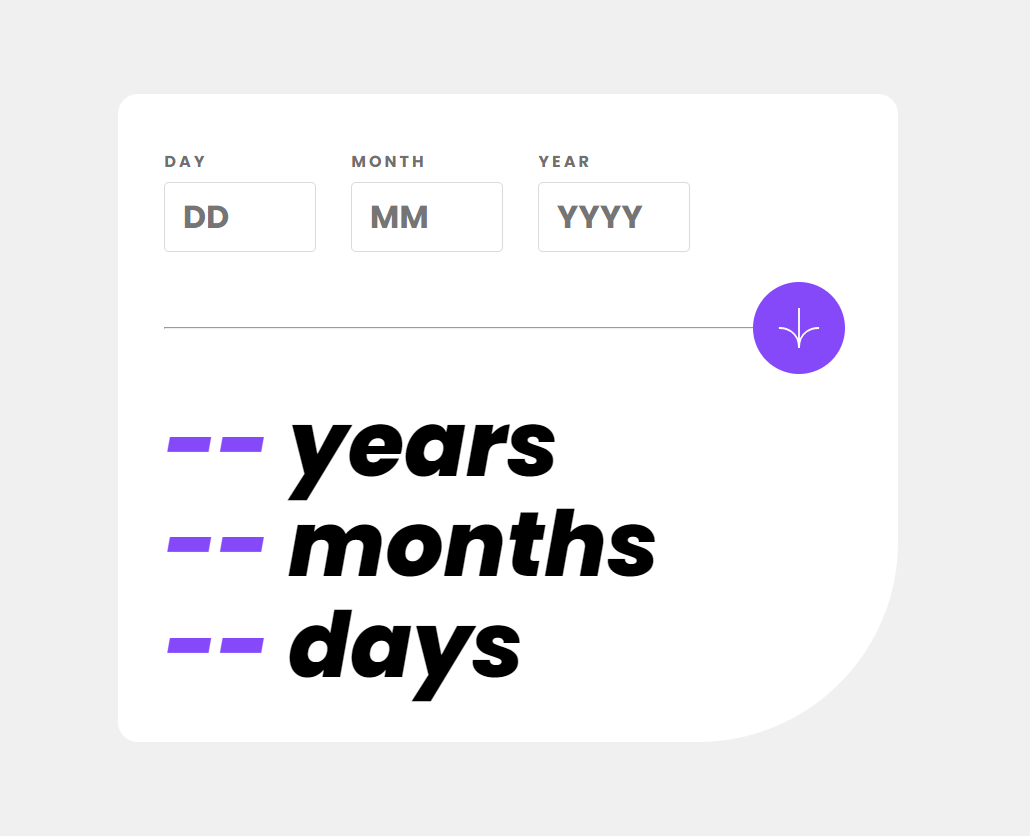 DAY MONTH YEAR
DD MM YYYY
-- years
-- months
-- days